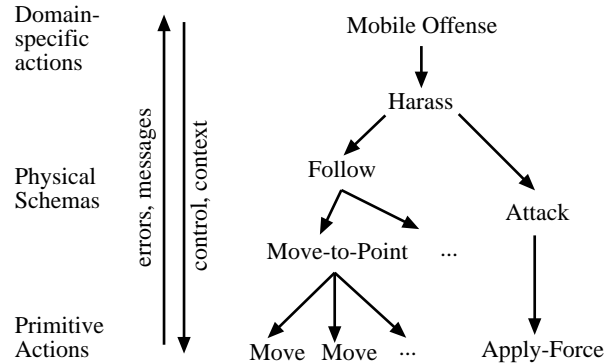 Domain-
specific
actions
Mobile Offense
Harass
errors, messages
control, context
Physical
Schemas
Follow
Attack
Move-to-Point
...
Primitive
Actions
Move
Move
...
Apply-Force